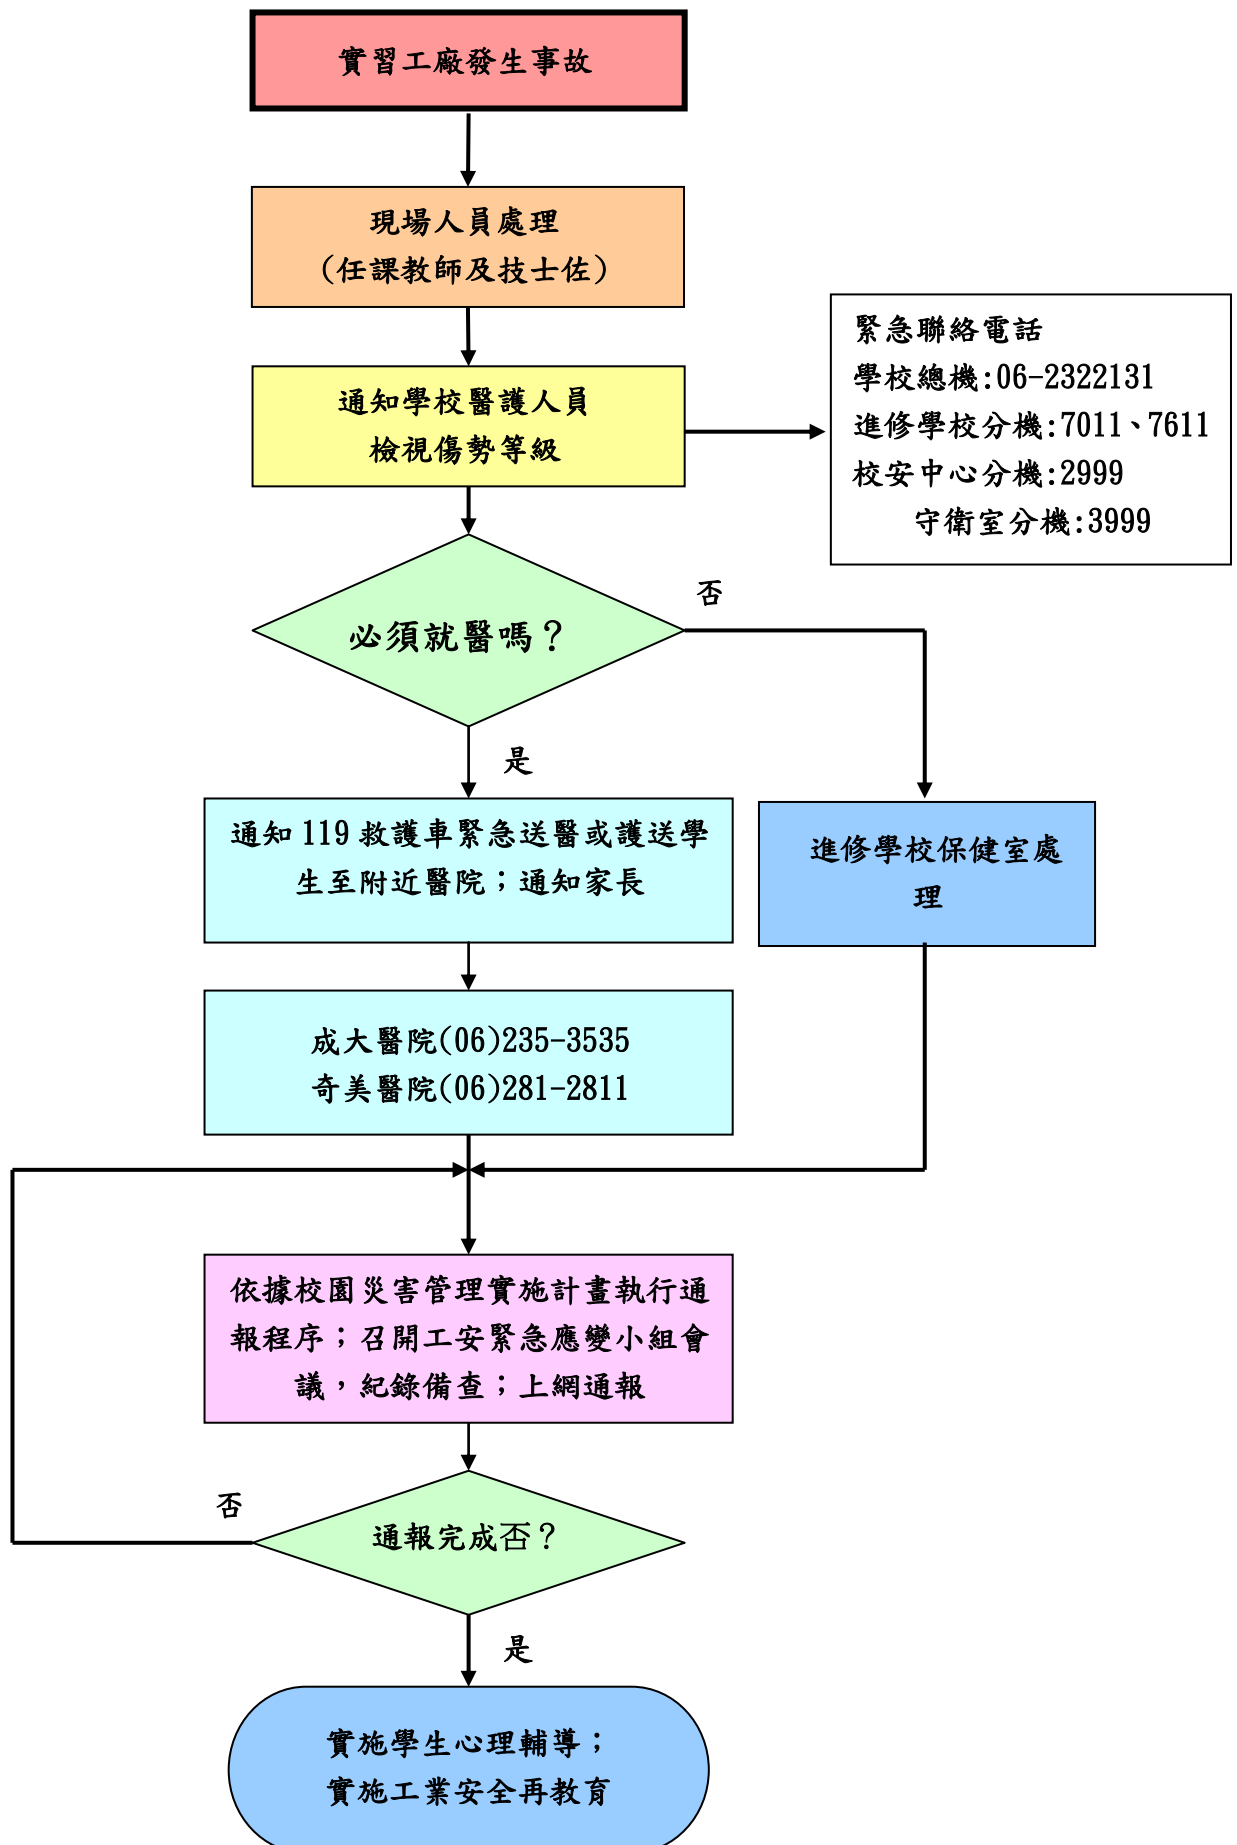 實習工廠發生事故
現場人員處理
(任課教師及技士佐)
通知學校醫護人員
檢視傷勢等級
緊急聯絡電話
學校總機:06-2322131
進修學校分機:7011、7611
校安中心分機:2999
守衛室分機:3999
必須就醫嗎？
否
是
通知 119 救護車緊急送醫或護送學
生至附近醫院；通知家長
進修學校保健室處
理
成大醫院(06)235-3535
奇美醫院(06)281-2811
依據校園災害管理實施計畫執行通
報程序；召開工安緊急應變小組會
議，紀錄備查；上網通報
否
通報完成否？
是
實施學生心理輔導；
實施工業安全再教育